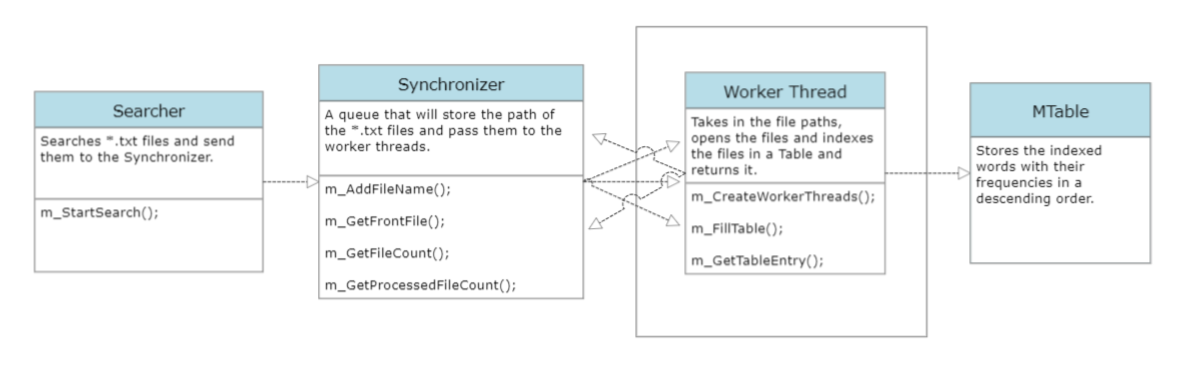 Searcher
Searches *.txt files and send
them to the Synchronizer.
m_StartSearch();
Synchronizer
A queue that will store the path of
the *.txt files and pass them to the
worker threads.
m_AddFileName();
m_GetFrontFile();
m_GetFileCount();
m_GetProcessedFileCount();
Worker Thread
Takes in the file paths,
opens the files and indexes
the files in a Table and
returns it.
m_CreateWorkerThreads();
m_FillTable();
m_GetTableEntry();
MTable
Stores the indexed
words with their
frequencies in a
descending order.